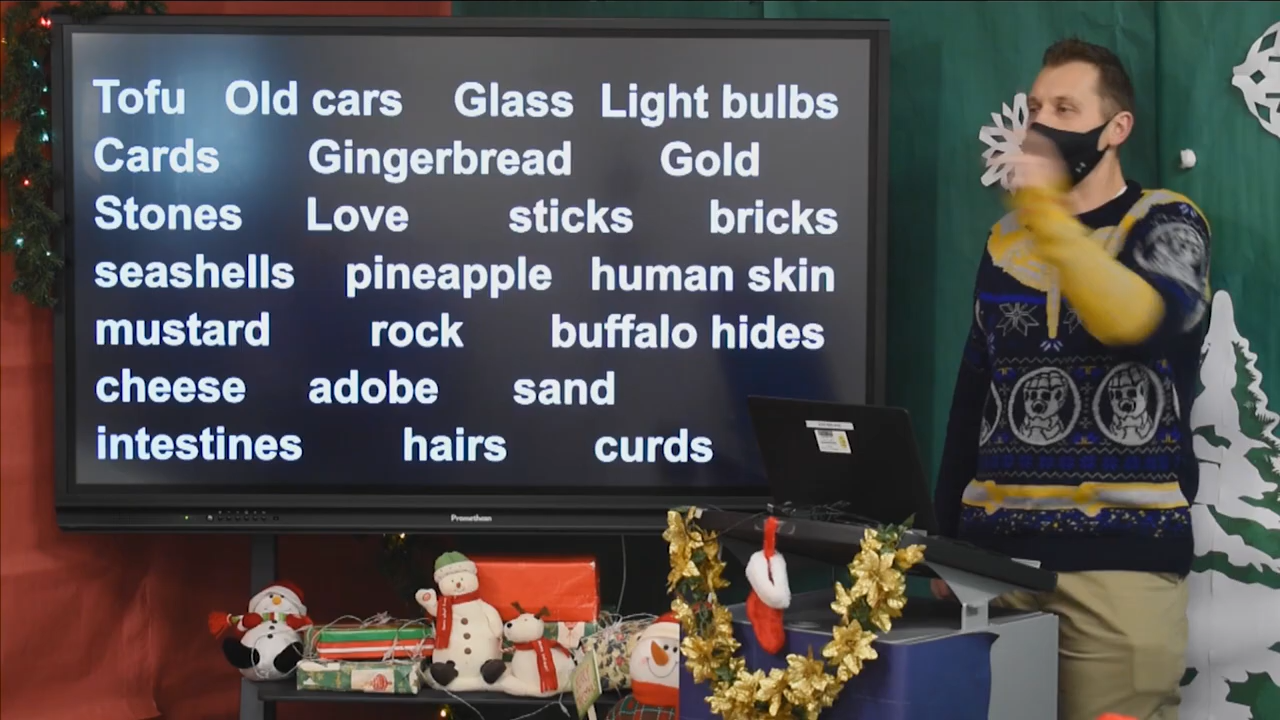 Tofu Old cars Glass Light bulbs
Cards Gingerbread Gold
Stones Love sticks bricks
seashells pineapple human skin
mustard rock buffalo hides
cheese adobe sand
intestines hairs curds
Promethean